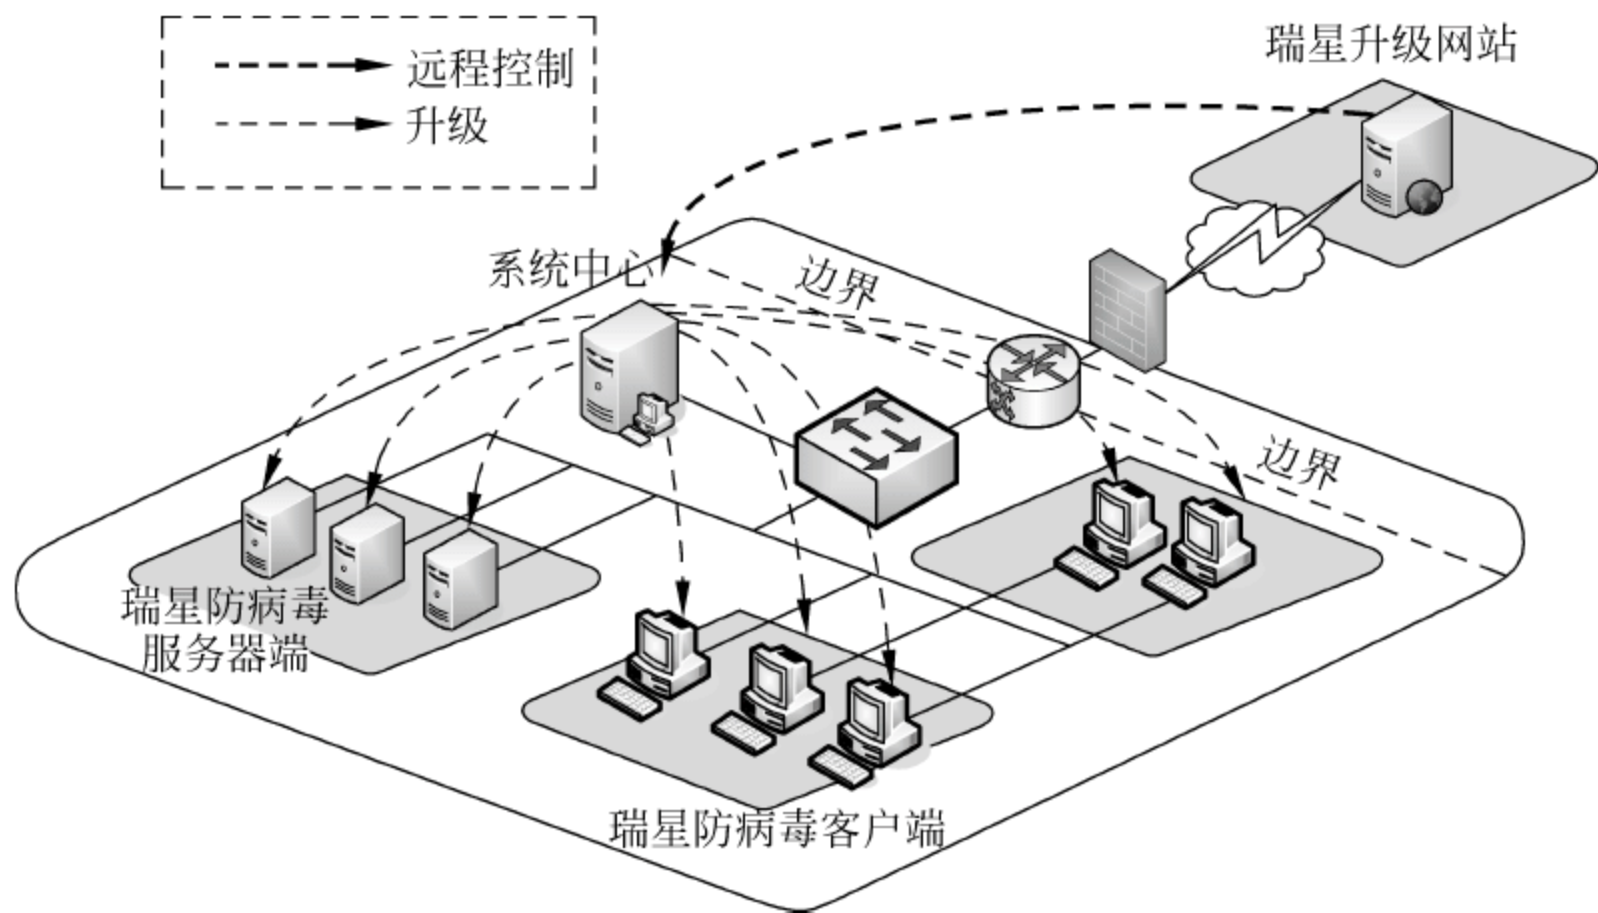 远程控制
升级
瑞星升级网站
系统中心
边界
边界
瑞星防病毒
服务器端
瑞星防病毒客户端